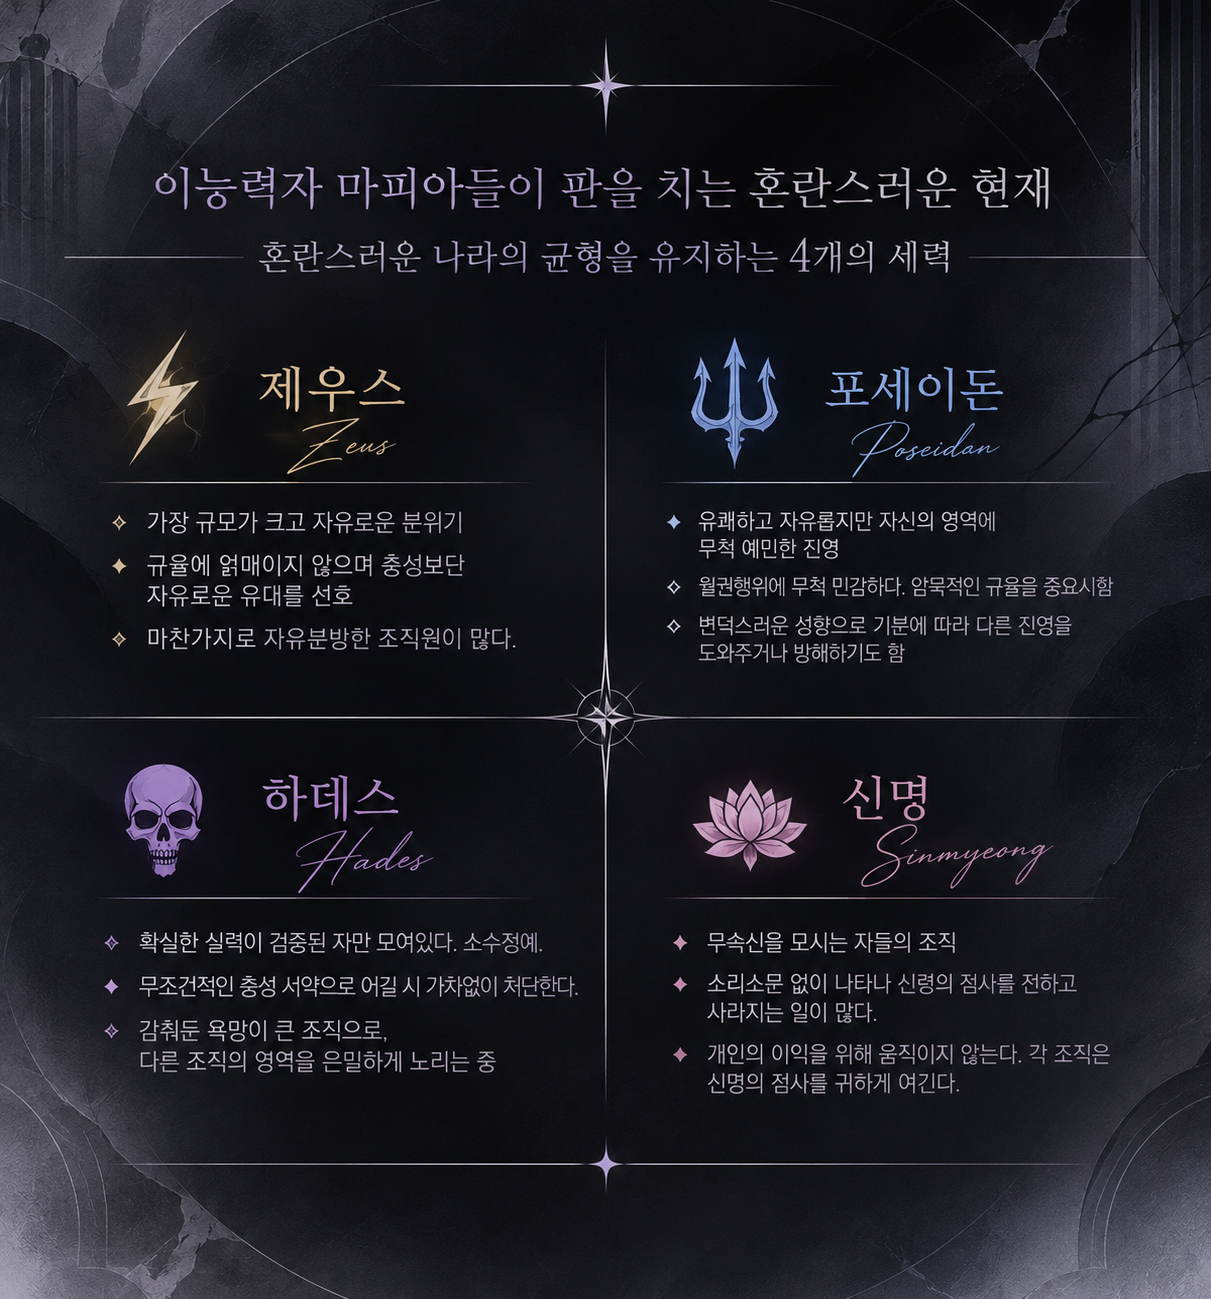 이능력자 마피아들이 판을 치는 혼란스러운 현재
혼란스러운 나라의 균형을 유지하는 4개의 세력
제우스
Zeus
가장 규모가 크고 자유로운 분위기
규율에 얽매이지 않으며 충성보단
자유로운 유대를 선호
마찬가지로 자유분방한 조직원이 많다.
포세이돈
Poseidan
유쾌하고 자유롭지만 자신의 영역에
무척 예민한 진영
월권행위에 무척 민감하다. 암묵적인 규율을 중요시함
변덕스러운 성향으로 기분에 따라 다른 진영을
도와주거나 방해하기도 함
하데스
Hades
확실한 실력이 검중된 자만 모여있다. 소수정예.
무조건적인 충성 서약으로 어길 시 가차없이 처단한다.
감춰둔 욕망이 큰 조직으로,
다른 조직의 영역을 은밀하게 노리는 중
신명
Sinmyeong
무속신을 모시는 자들의 조직
소리소문 없이 나타나 신령의 점사를 전하고
사라지는 일이 많다.
개인의 이익을 위해 움직이지 않는다. 각 조직은
신명의 점사를 귀하게 여긴다.